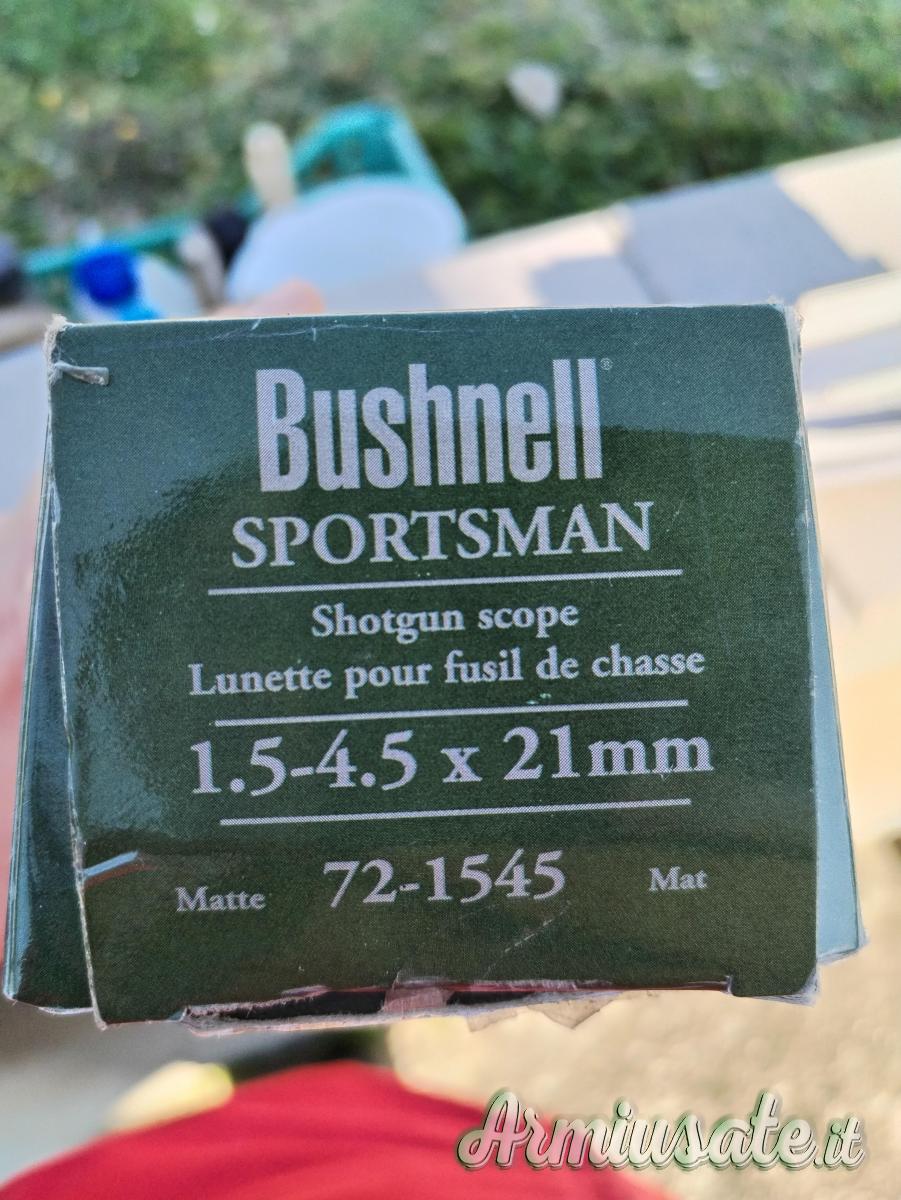 Bushnell®
SPORTSMAN
Shotgun scope
Lunette pour fusil de chasse
1.5-4.5 x 21mm
Matte 72-1545 Mat
Armiusate.it